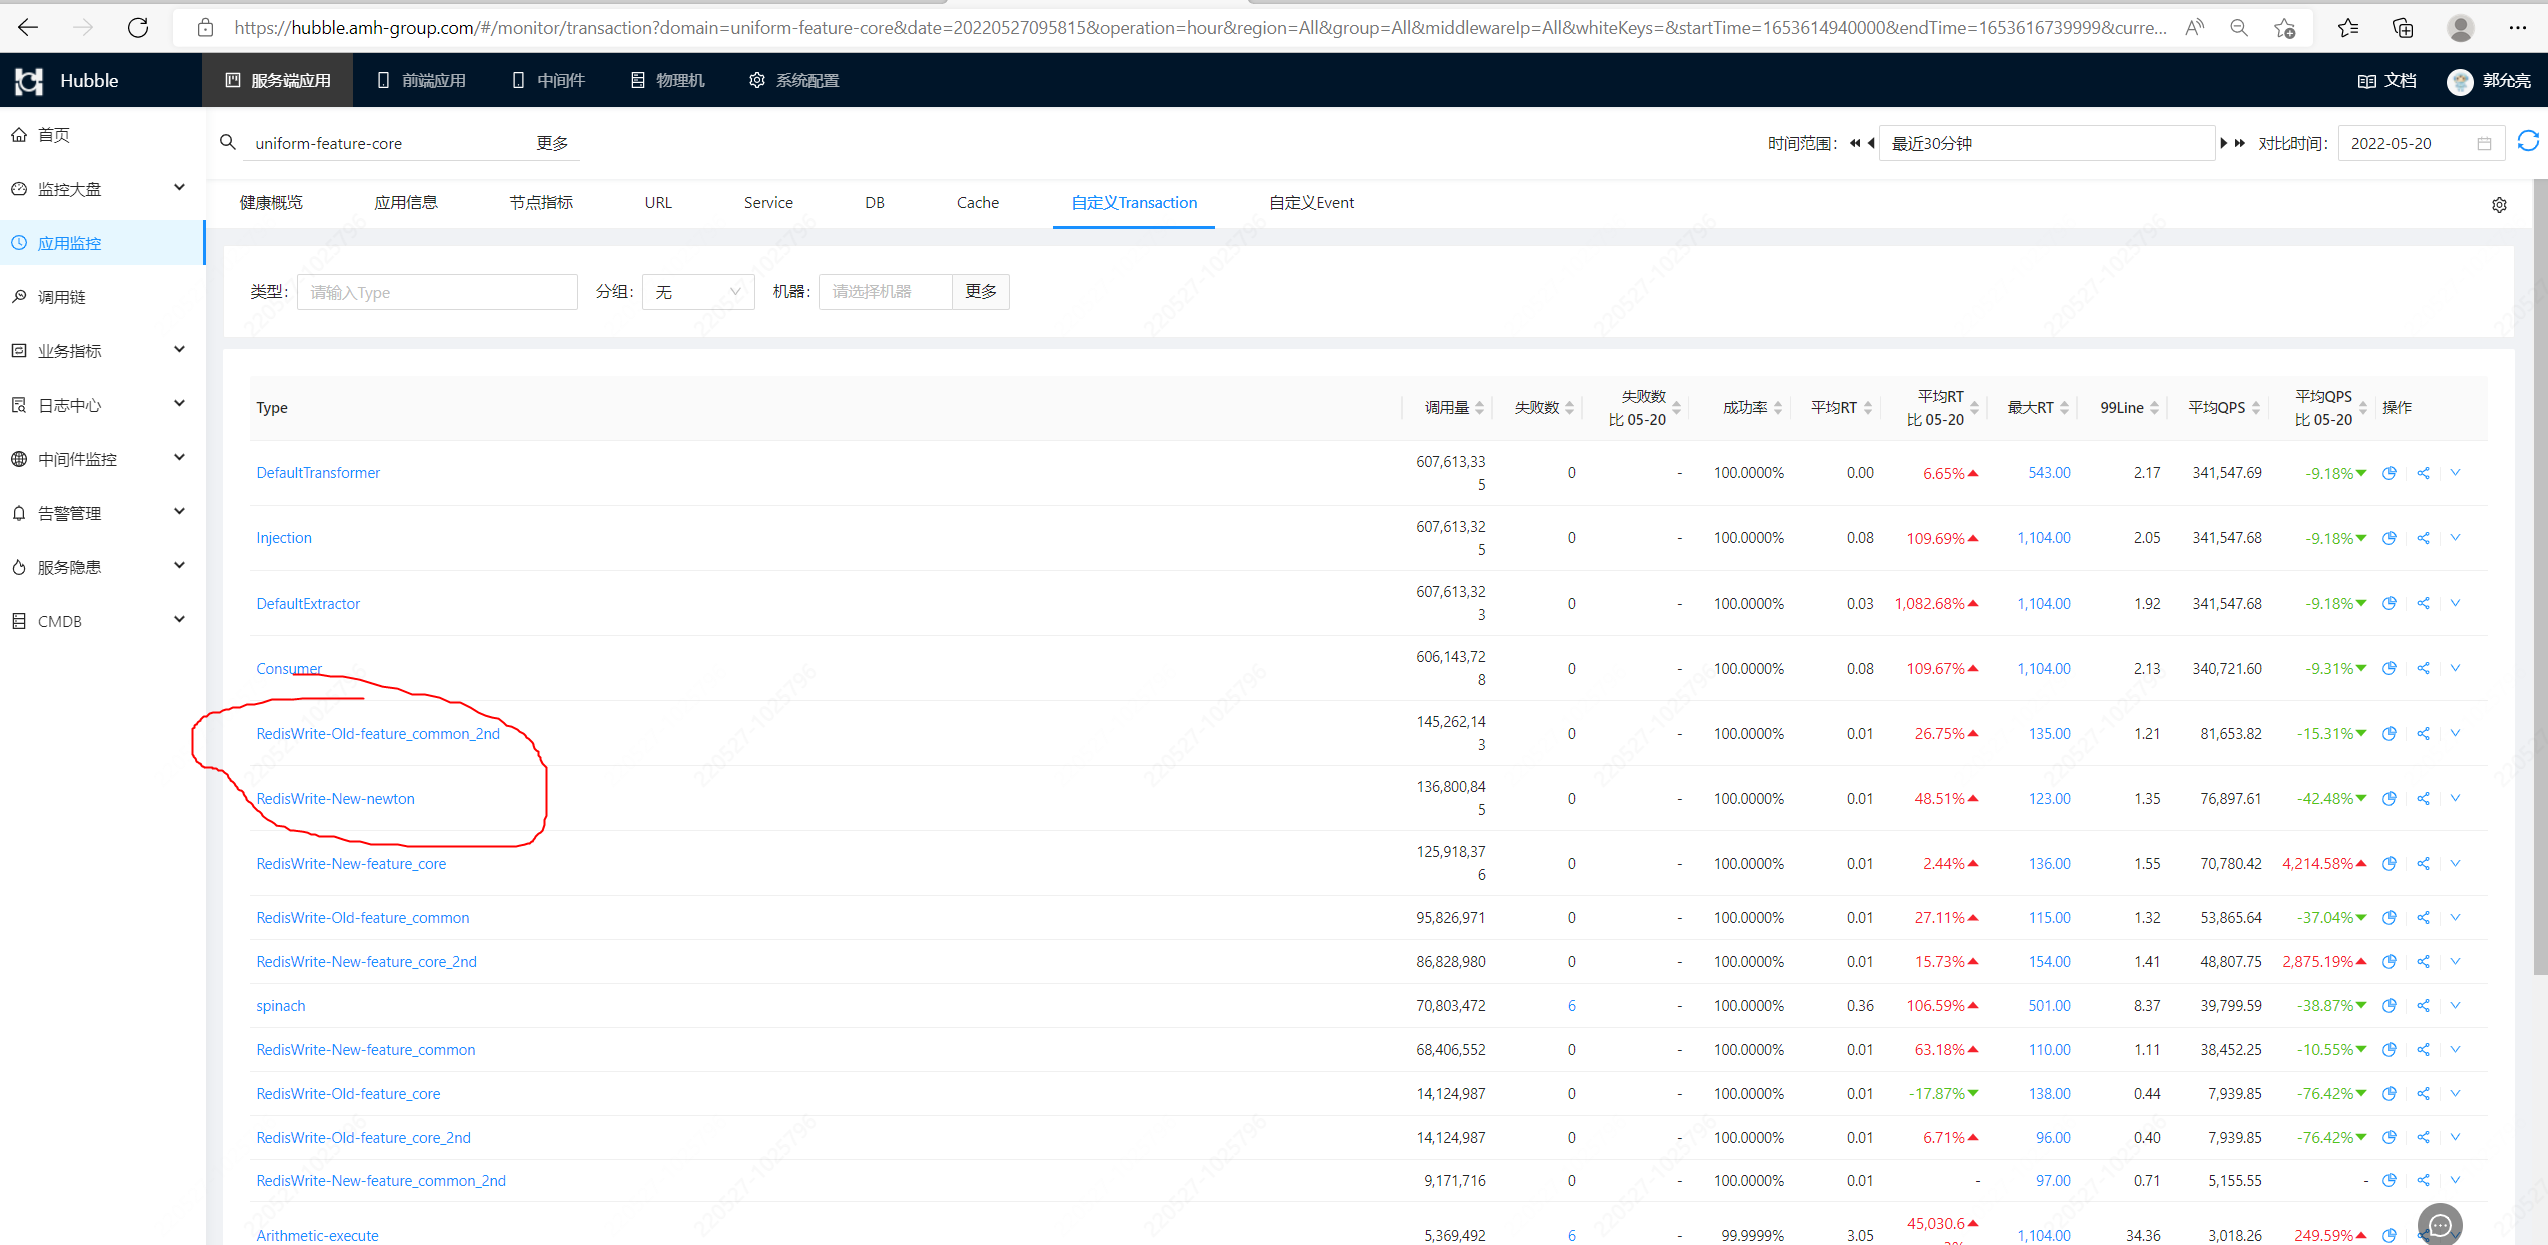 https://hubble.amh-group.com/#/monitor/transaction?domain=uniform-feature-core&date=20220527095815&operation=hour&region=All&group=All&middlewareIp=All&whiteKeys=&startTime=1653614940000&endTime=1653616739999&curre...
Hubble 服务端应用 前端应用 中间件 物理机 系统配置 文档 郭允亮
首页
监控大盘
应用监控
调用链
业务指标
日志中心
中间件监控
告警管理
服务隐患
CMDB
uniform-feature-core 更多 时间范围: 最近30分钟 对比时间: 2022-05-20
健康概览 应用信息 节点指标 URL Service DB Cache 自定义Transaction 自定义Event
类型: 请输入Type 分组: 无 机器: 请选择机器 更多
Type 调用量 失败数 失败数 比 05-20 成功率 平均RT 平均RT 比 05-20 最大RT 99Line 平均QPS 平均QPS 比 05-20 操作
DefaultTransformer 607,613,335 0 - 100.0000% 0.00 6.65% 543.00 2.17 341,547.69 -9.18%
Injection 607,613,325 0 - 100.0000% 0.08 109.69% 1,104.00 2.05 341,547.68 -9.18%
DefaultExtractor 607,613,323 0 - 100.0000% 0.03 1,082.68% 1,104.00 1.92 341,547.68 -9.18%
Consumer 606,143,728 0 - 100.0000% 0.08 109.67% 1,104.00 2.13 340,721.60 -9.31%
RedisWrite-Old-feature_common_2nd 145,262,143 0 - 100.0000% 0.01 26.75% 135.00 1.21 81,653.82 -15.31%
RedisWrite-New-newton 136,800,845 0 - 100.0000% 0.01 48.51% 123.00 1.35 76,897.61 -42.48%
RedisWrite-New-feature_core 125,918,376 0 - 100.0000% 0.01 2.44% 136.00 1.55 70,780.42 4,214.58%
RedisWrite-Old-feature_common 95,826,971 0 - 100.0000% 0.01 27.11% 115.00 1.32 53,865.64 -37.04%
RedisWrite-New-feature_core_2nd 86,828,980 0 - 100.0000% 0.01 15.73% 154.00 1.41 48,807.75 2,875.19%
spinach 70,803,472 6 - 100.0000% 0.36 106.59% 501.00 8.37 39,799.59 -38.87%
RedisWrite-New-feature_common 68,406,552 0 - 100.0000% 0.01 63.18% 110.00 1.11 38,452.25 -10.55%
RedisWrite-Old-feature_core 14,124,987 0 - 100.0000% 0.01 -17.87% 138.00 0.44 7,939.85 -76.42%
RedisWrite-Old-feature_core_2nd 14,124,987 0 - 100.0000% 0.01 6.71% 96.00 0.40 7,939.85 -76.42%
RedisWrite-New-feature_common_2nd 9,171,716 0 - 100.0000% 0.01 - 97.00 0.71 5,155.55 -
Arithmetic-execute 5,369,492 6 - 99.9999% 3.05 45,030.6 1,104.00 34.36 3,018.26 249.59%
220527-1025796